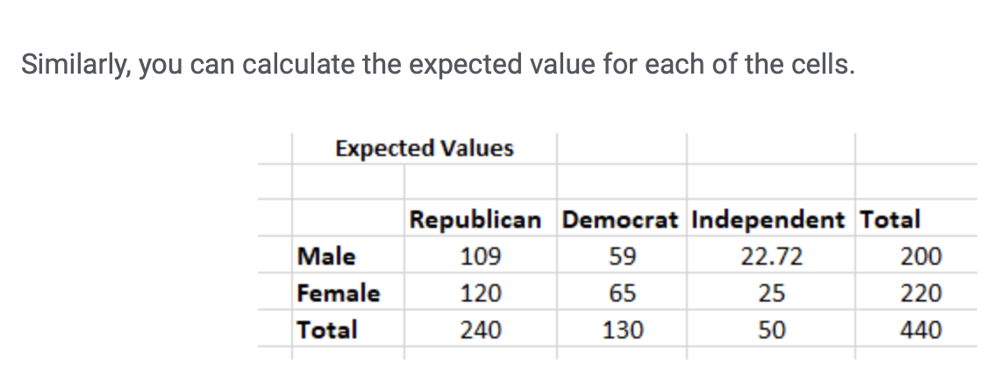 Similarly, you can calculate the expected value for each of the cells.
Expected Values
Republican Democrat Independent Total
Male 109 59 22.72 200
Female 120 65 25 220
Total 240 130 50 440